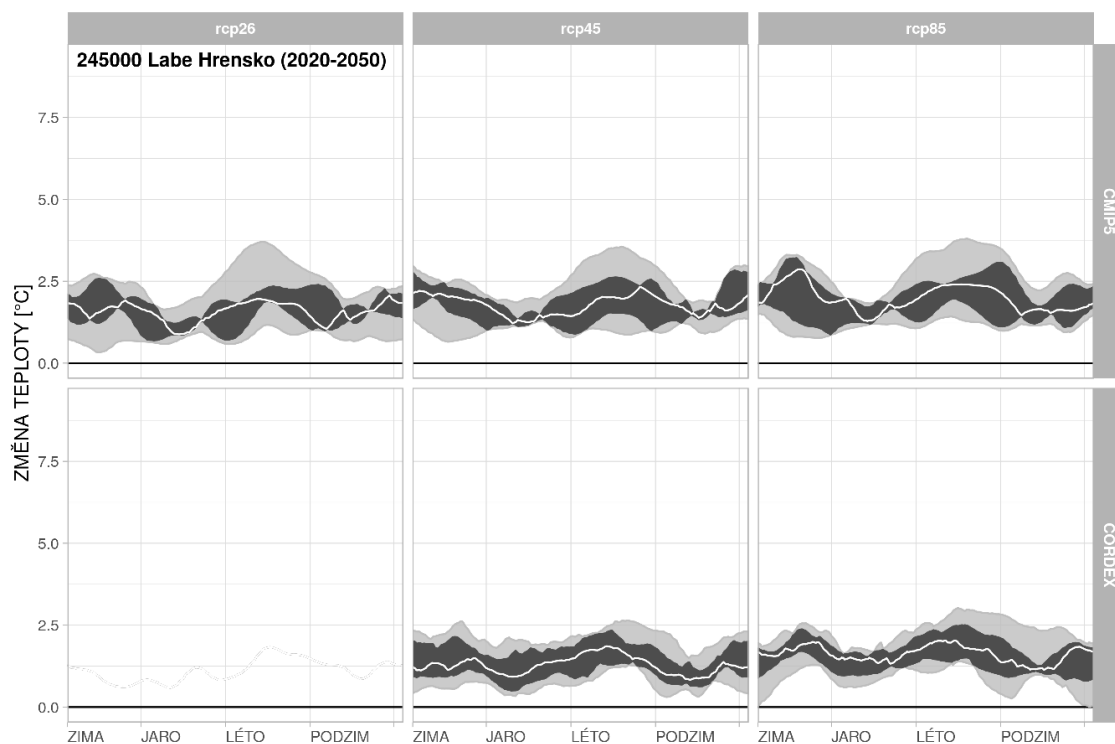 rcp26 rcp45 rcp85
245000 Labe Hrensko (2020-2050)
ZMĚNA TEPLOTY [°C]
7.5
5.0
2.5
0.0
CMIP5
7.5
5.0
2.5
0.0
CORDEX
ZIMA JARO LÉTO PODZIM ZIMA JARO LÉTO PODZIM ZIMA JARO LÉTO PODZIM